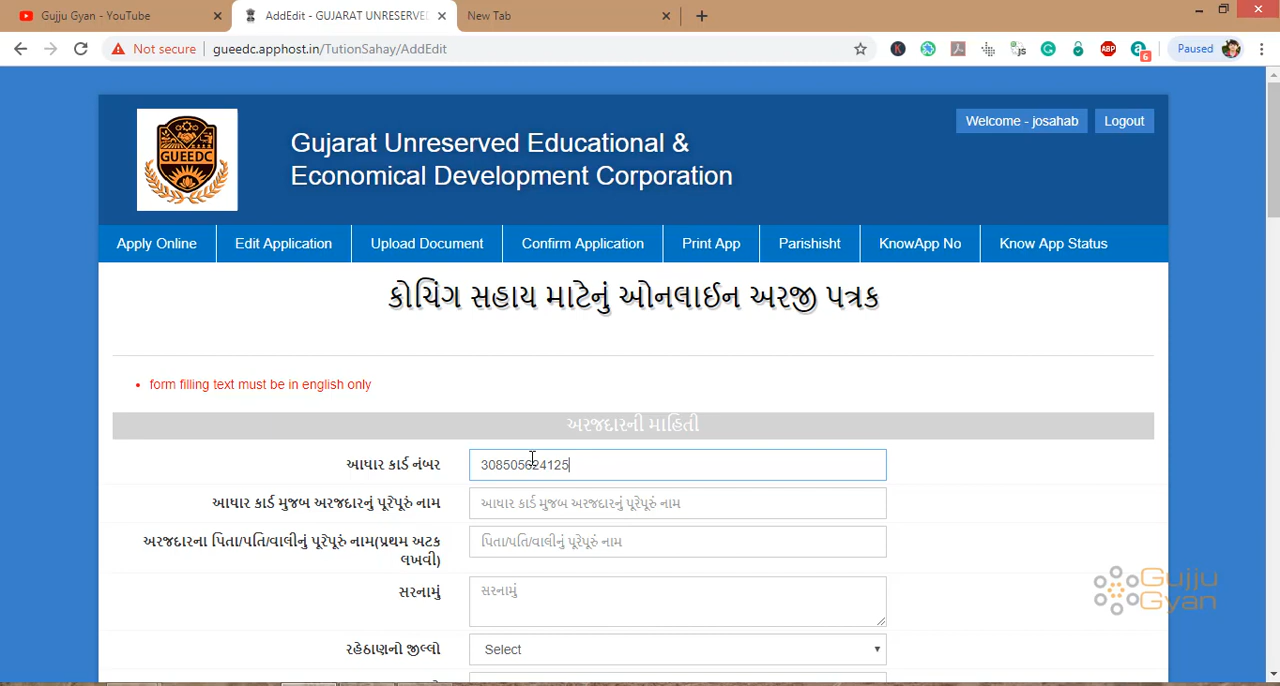 Gujju Gyan - YouTube
AddEdit - GUJARAT UNRESERVED
New Tab
Not secure
gueedc.apphost.in/TutionSahay/AddEdit
ABP
6
Paused
GUEEDC
Gujarat Unreserved Educational &
Economical Development Corporation
Welcome - josahab
Logout
Apply Online
Edit Application
Upload Document
Confirm Application
Print App
Parishisht
KnowApp No
Know App Status
કોચિંગ સહાય માટેનું ઓનલાઈન અરજી પત્રક
form filling text must be in english only
અરજદારની માહિતી
આધાર કાર્ડ નંબર
આધાર કાર્ડ મુજબ અરજદારનું પૂરેપૂરું નામ
આધાર કાર્ડ મુજબ અરજદારનું પૂરેપૂરું નામ
અરજદારના પિતા/પતિ/વાલીનું પૂરેપૂરું નામ(પ્રથમ અટક
લખવી)
પિતા/પતિ/વાલીનું પૂરેપૂરું નામ
સરનામું
સરનામું
રહેઠાણનો જીલ્લો
Select
Gujju
Gyan